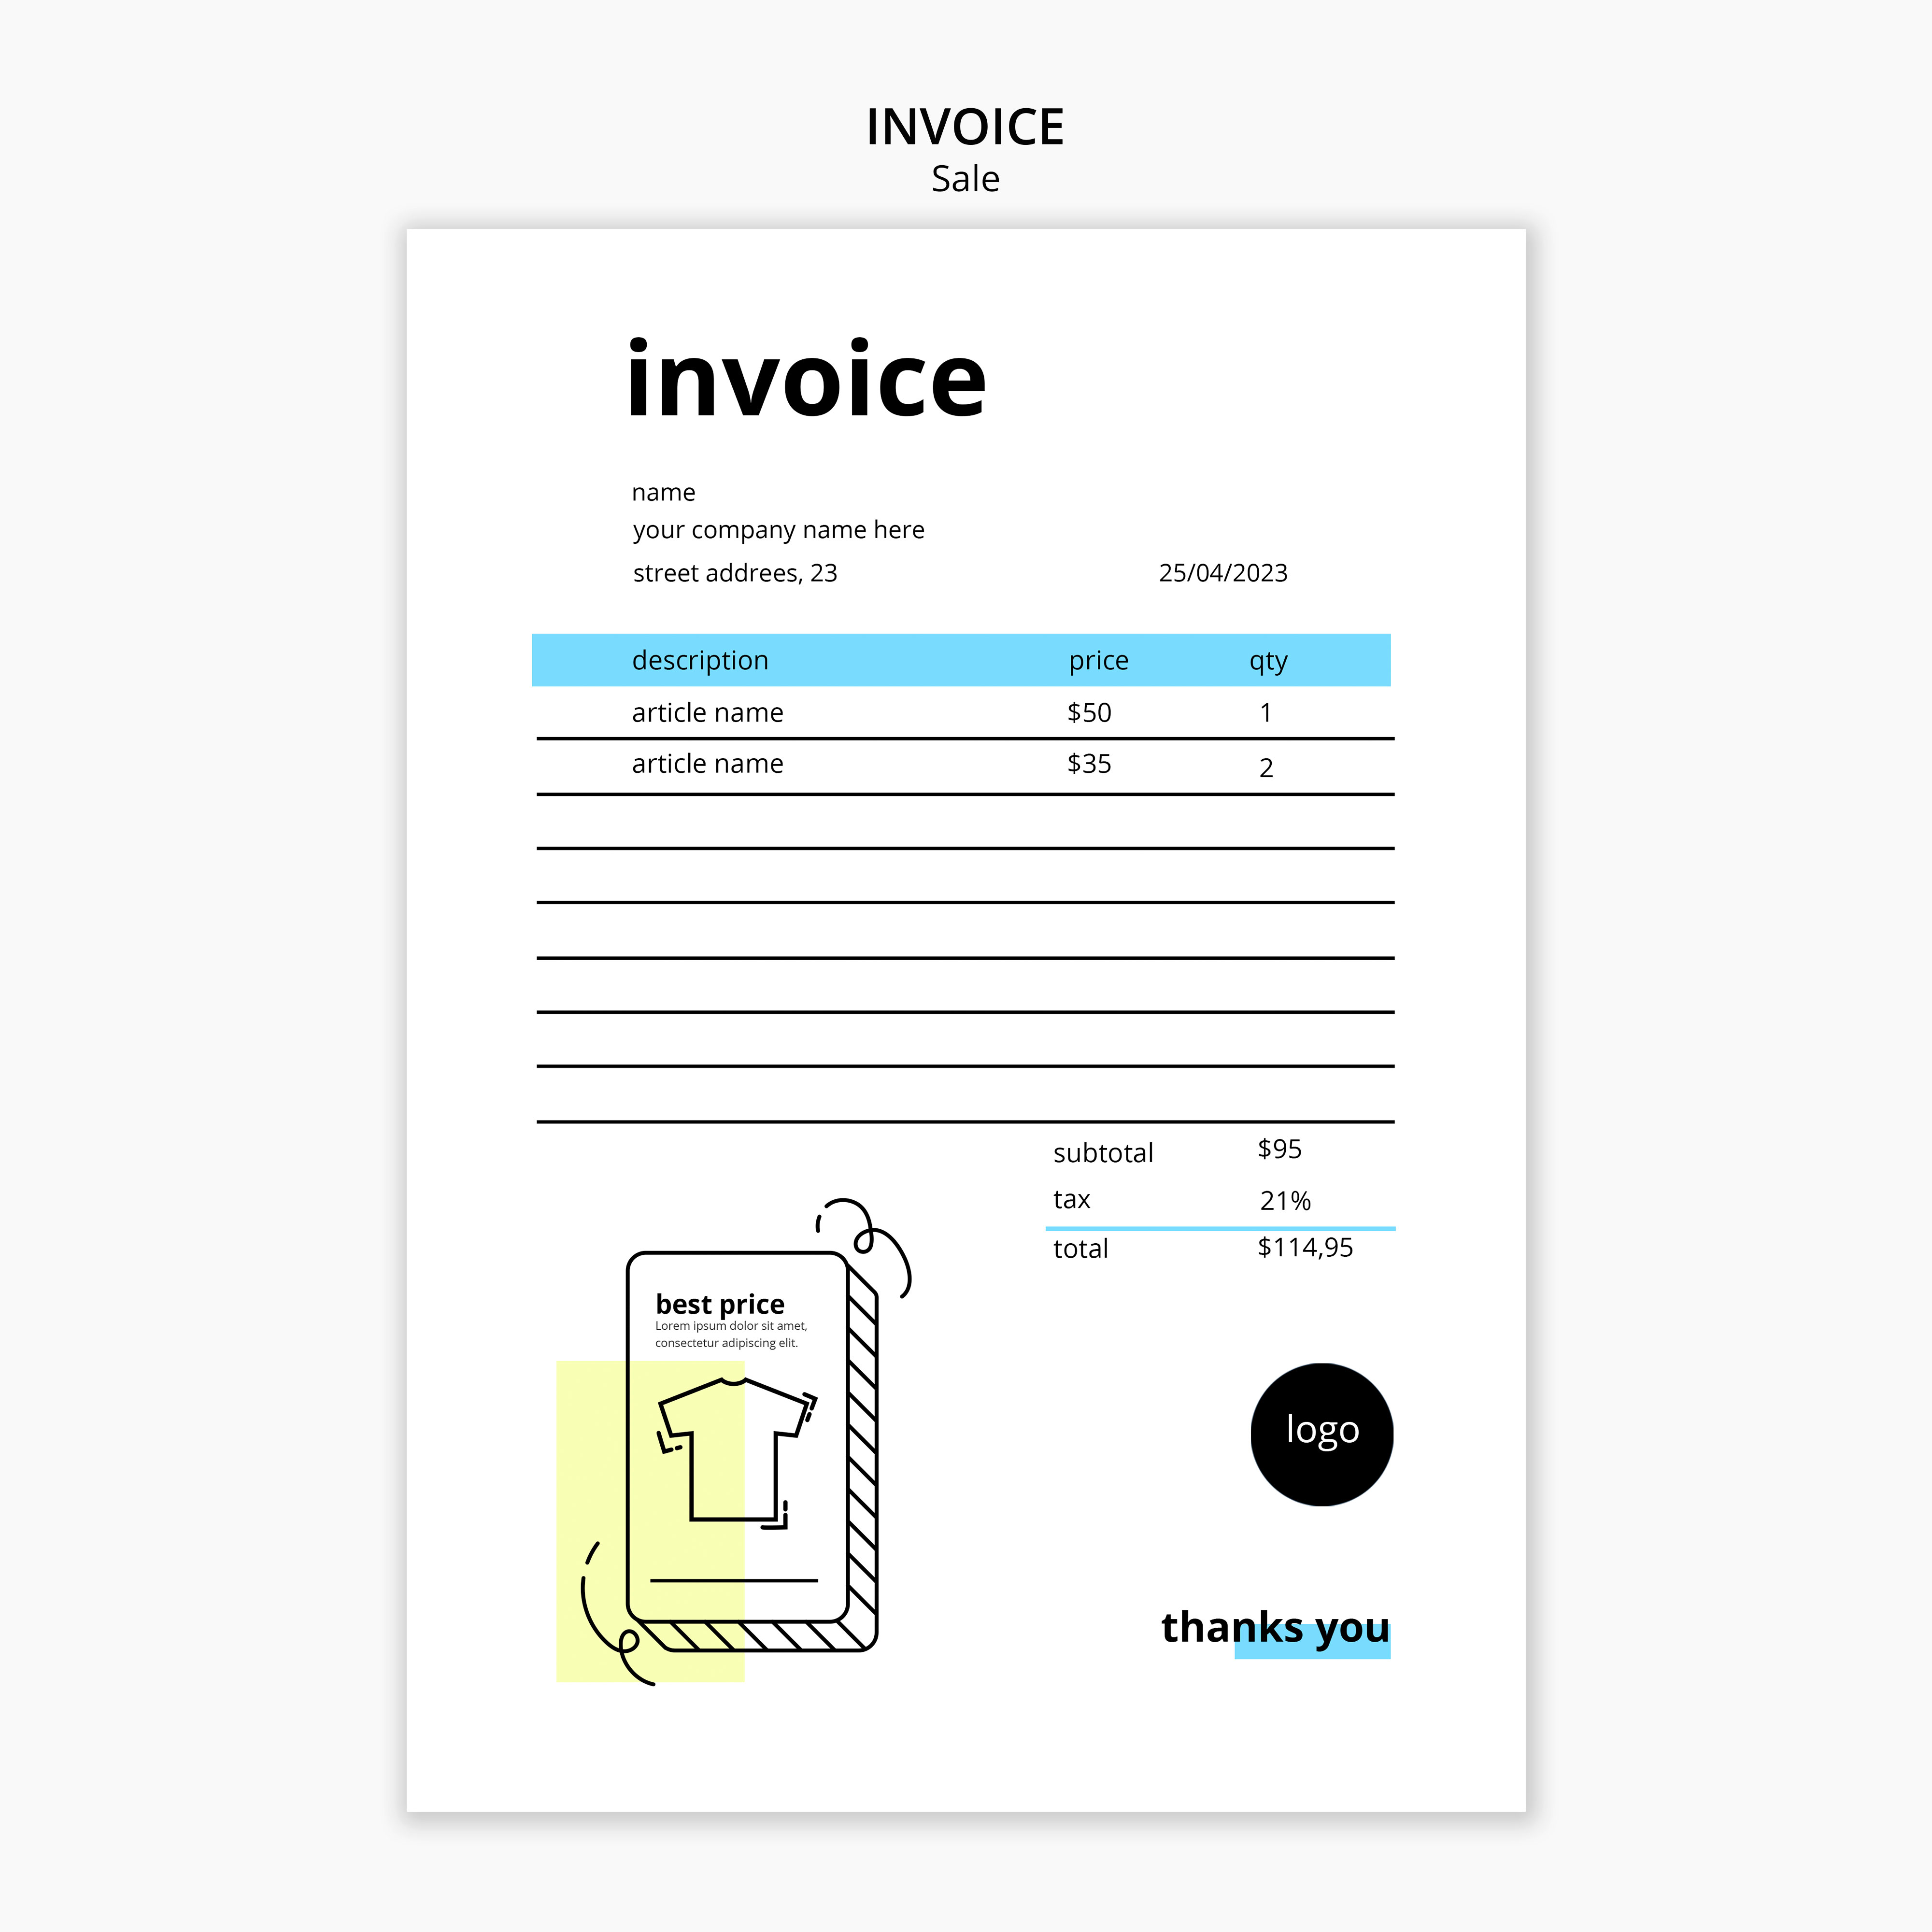 INVOICE
Sale
invoice
name
your company name here
street addrees, 23 25/04/2023
description price qty
article name $50 1
article name $35 2
subtotal $95
tax 21%
total $114,95
best price
Lorem ipsum dolor sit amet,
consectetur adipiscing elit.
logo
thanks you